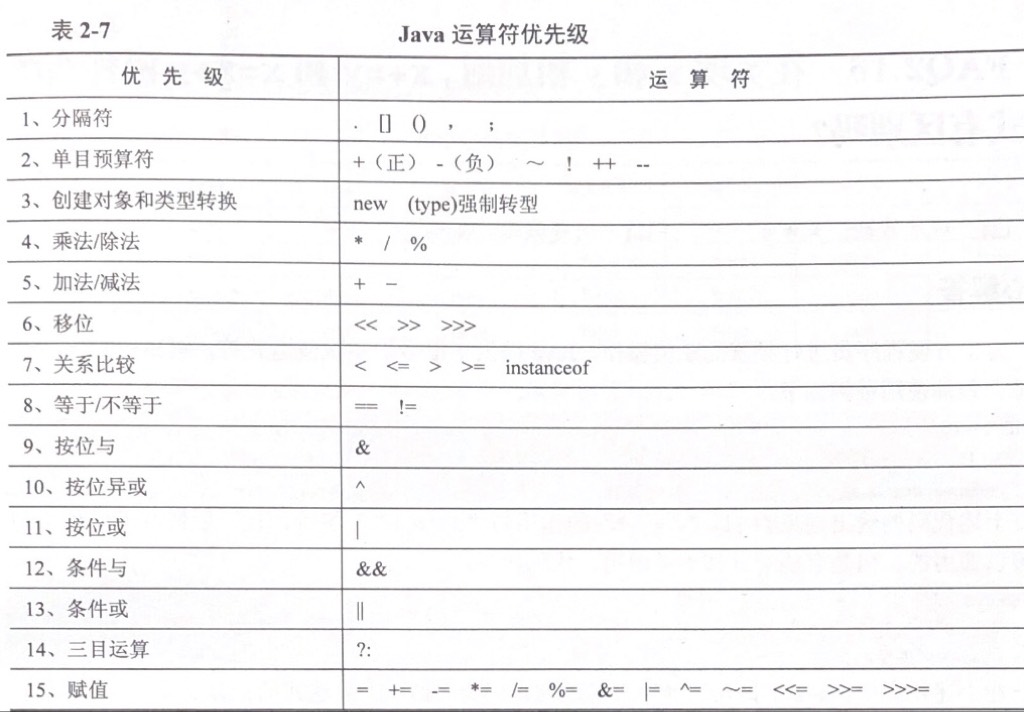 表 2-7 Java 运算符优先级
优 先 级 运 算 符
1、分隔符 . [] () , ;
2、单目预算符 +（正） -（负） ～ ! ++ --
3、创建对象和类型转换 new (type)强制转型
4、乘法/除法 * / %
5、加法/减法 + −
6、移位 << >> >>>
7、关系比较 < <= > >= instanceof
8、等于/不等于 == !=
9、按位与 &
10、按位异或 ^
11、按位或 |
12、条件与 &&
13、条件或 ||
14、三目运算 ?:
15、赋值 = += -= *= /= %= &= |= ^= ～= <<= >>= >>>=